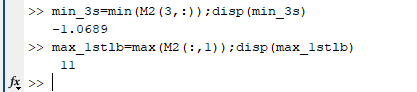 >> min_3s=min(M2(3,:));disp(min_3s)
-1.0689
>> max_1stlb=max(M2(:,1));disp(max_1stlb)
11
fx >>